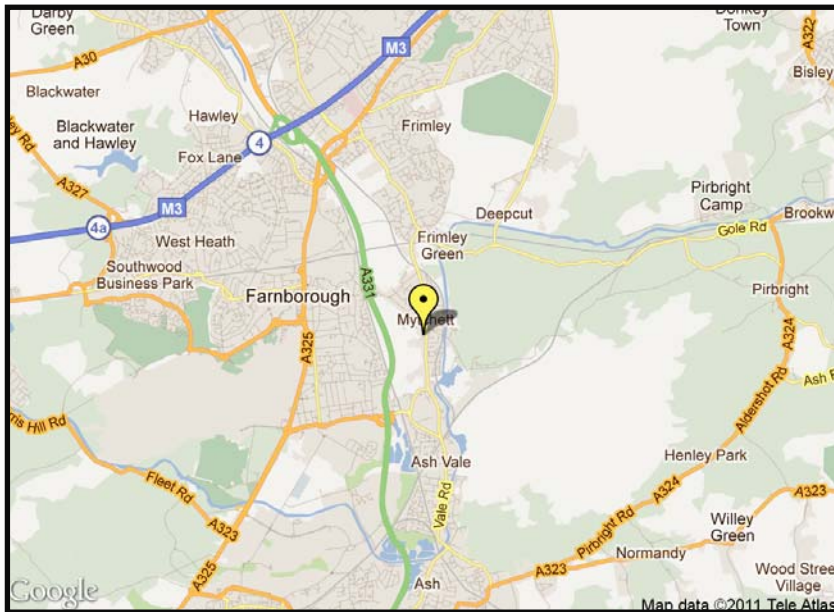 Darby
Green
Donkey
Town
A322
M3
A30
Bisley
Blackwater
Hawley
Frimley
Blackwater
and Hawley
4
Fox Lane
A327
M3
Pirbright
Camp
Deepcut
Brookw
4a
West Heath
Frimley
Green
Gole Rd
Southwood
Business Park
A331
Pirbright
Farnborough
Mytchett
A325
A324
Ash
Aldershot Rd
Hill Rd
Ash Vale
Henley Park
Fleet Rd
Vale Rd
A324
A323
A323
Pirbright Rd
Willey
Green
Normandy
A325
A323
Wood Street
Village
Ash
Google
Map data ©2011 Tele Atlas